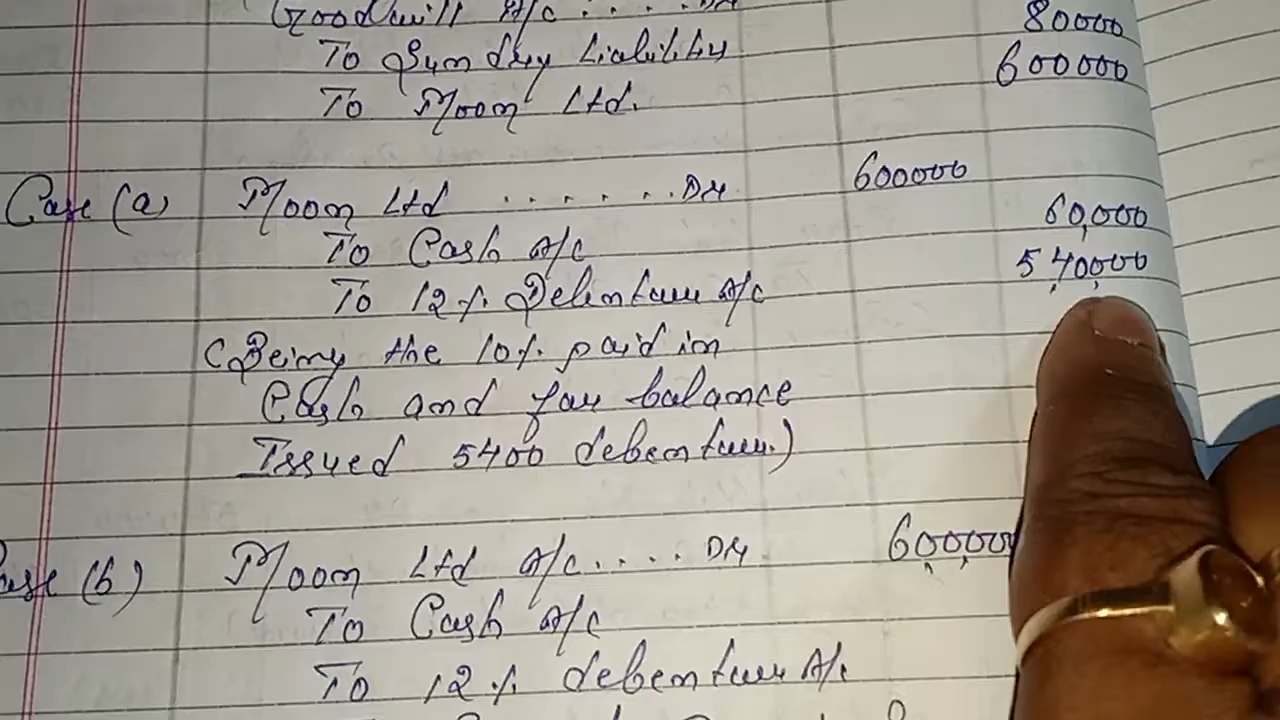 Goodwill A/c . . . . . Dr
To Sundry Liability 80000
To Moon Ltd. 600000
Case (a) Moon Ltd . . . . . . . Dr. 600000
To Cash A/c 60,000
To 12% Debenture A/c 540000
(Being the 10% paid in
Cash and for balance
Issued 5400 debenture.)
Case (b) Moon Ltd A/c . . . . Dr. 600000
To Cash A/c
To 12% debenture A/c